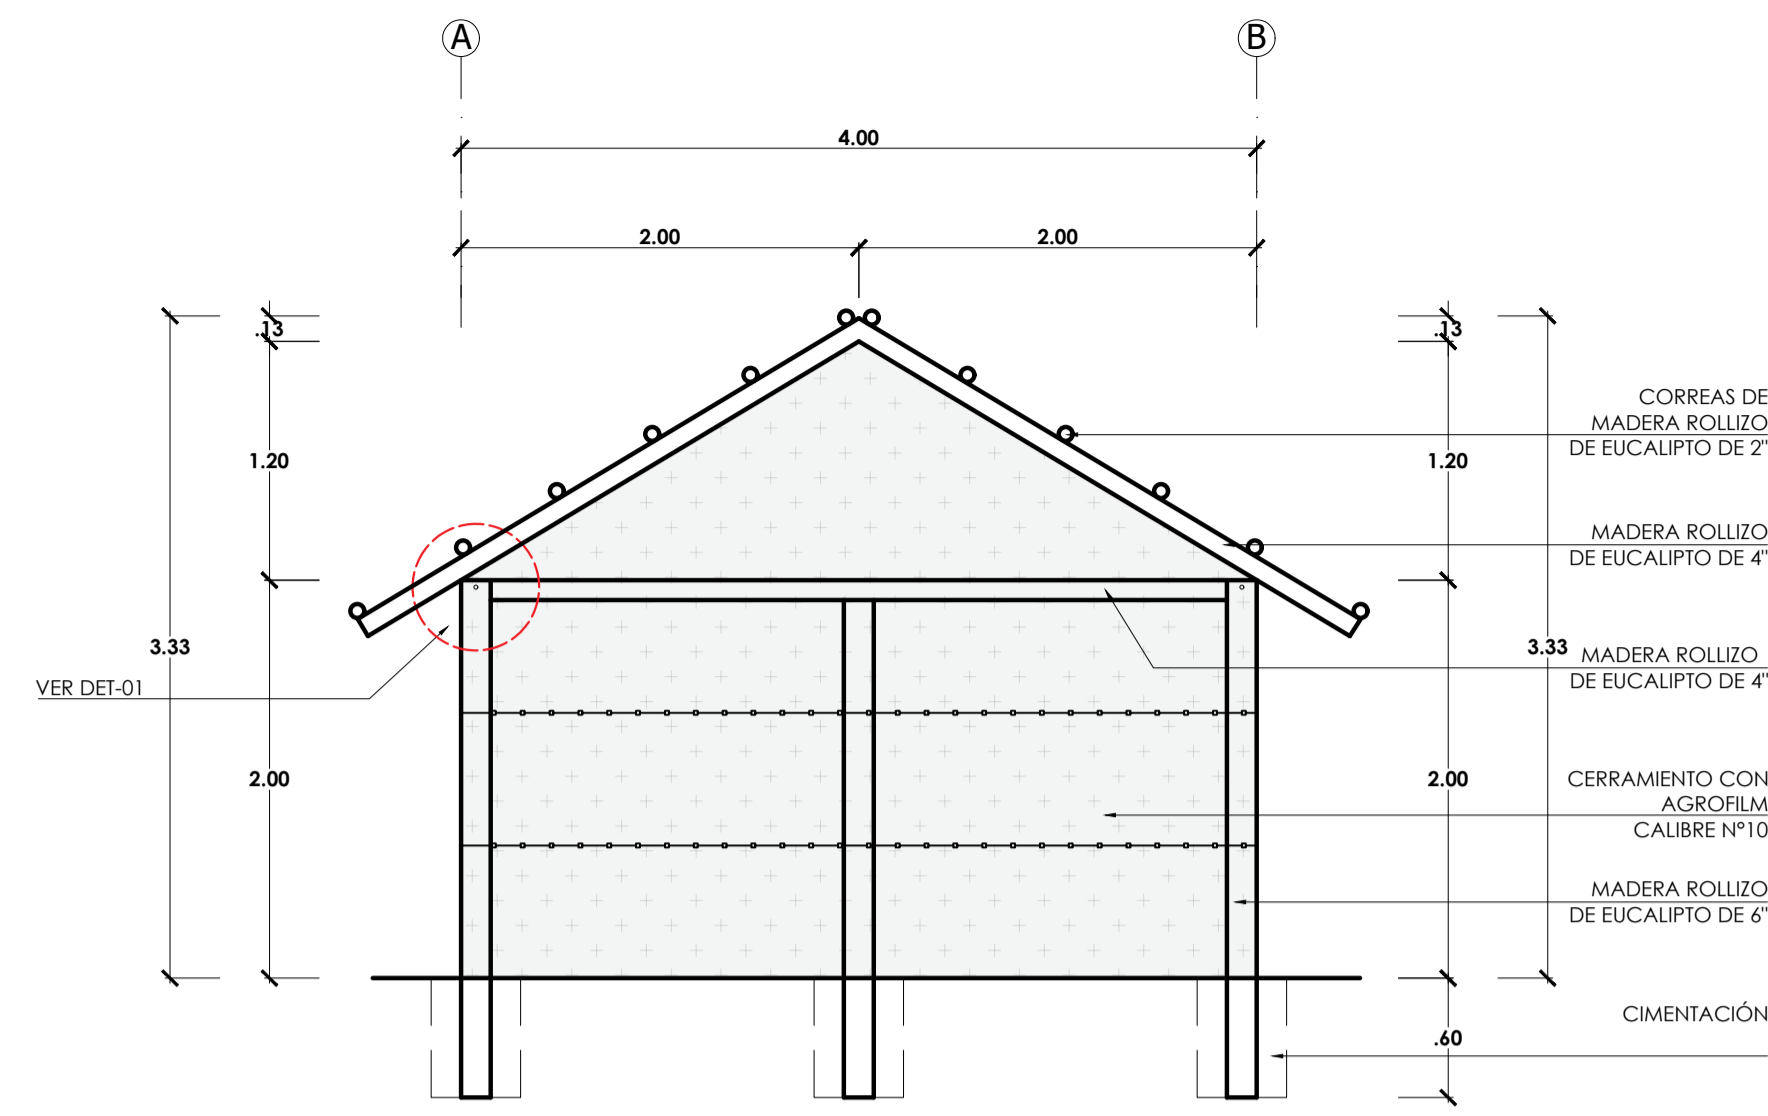 A
B
4.00
2.00
2.00
.13
.13
CORREAS DE
MADERA ROLLIZO
DE EUCALIPTO DE 2"
1.20
1.20
MADERA ROLLIZO
DE EUCALIPTO DE 4"
3.33
3.33
MADERA ROLLIZO
DE EUCALIPTO DE 4"
VER DET-01
2.00
2.00
CERRAMIENTO CON
AGROFILM
CALIBRE Nº10
MADERA ROLLIZO
DE EUCALIPTO DE 6"
CIMENTACIÓN
.60